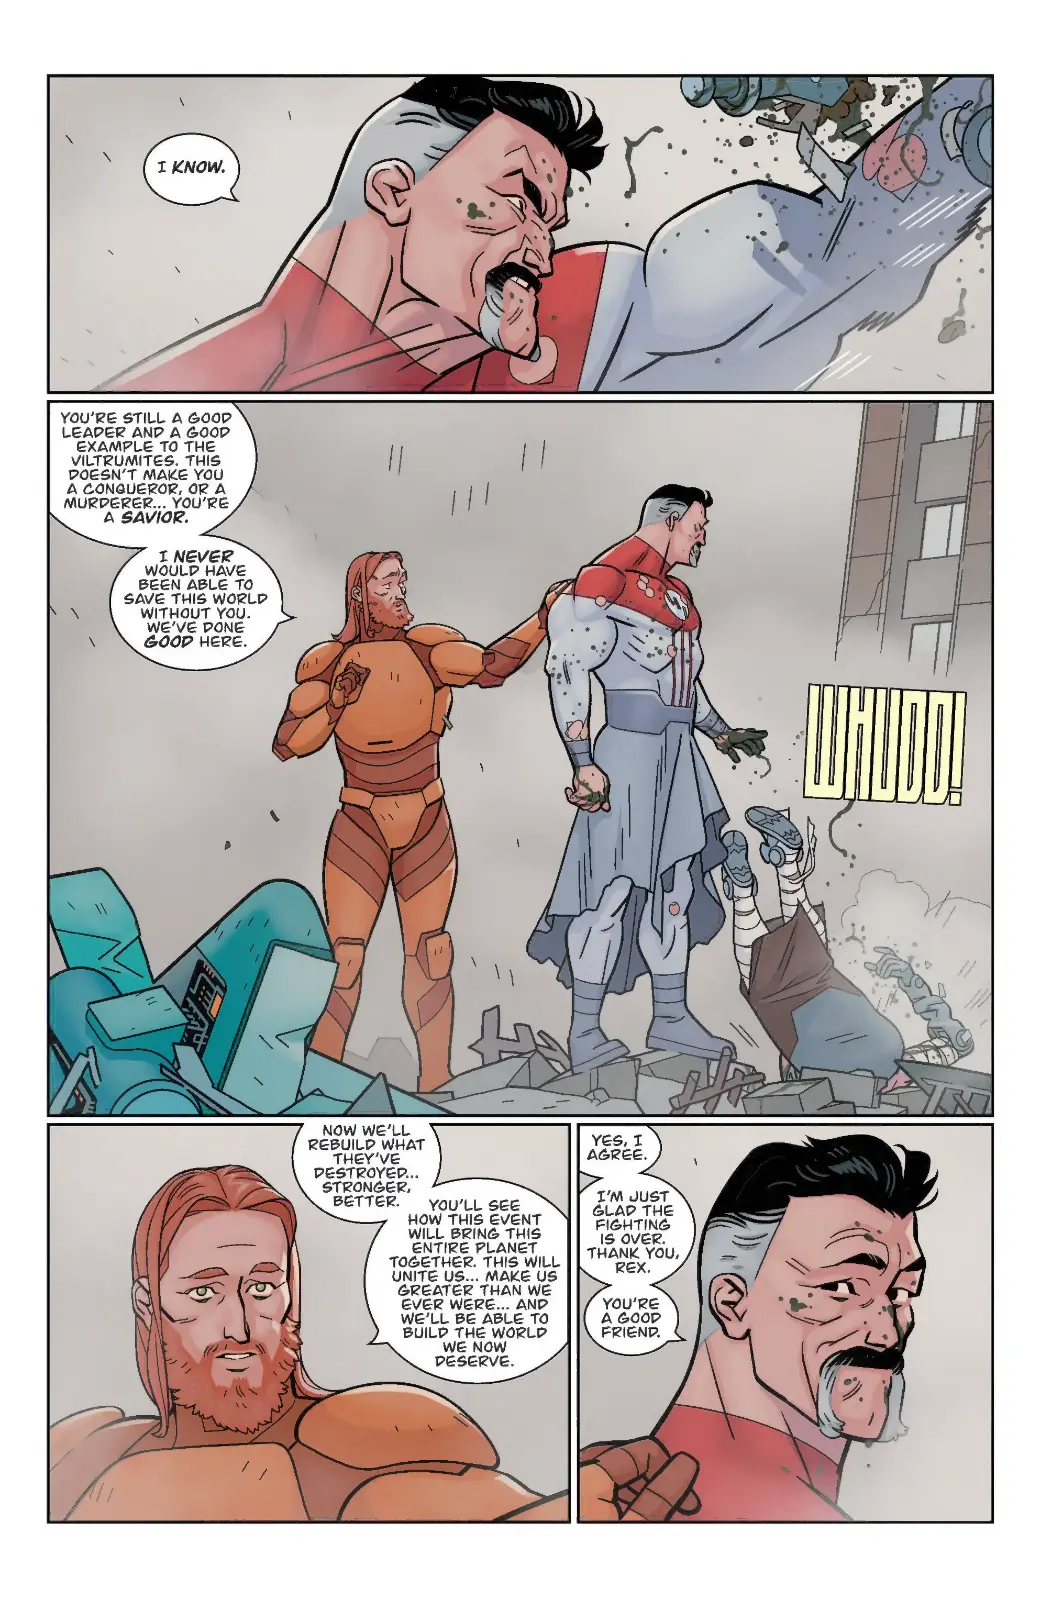 I KNOW.
YOU'RE STILL A GOOD
LEADER AND A GOOD
EXAMPLE TO THE
VILTRUMITES. THIS
DOESN'T MAKE YOU
A CONQUEROR, OR A
MURDERER... YOU'RE
A SAVIOR.
I NEVER
WOULD HAVE
BEEN ABLE TO
SAVE THIS WORLD
WITHOUT YOU.
WE'VE DONE
GOOD HERE.
WHUDD!
NOW WE'LL
REBUILD WHAT
THEY'VE
DESTROYED...
STRONGER,
BETTER.
YOU'LL SEE
HOW THIS EVENT
WILL BRING THIS
ENTIRE PLANET
TOGETHER. THIS WILL
UNITE US... MAKE US
GREATER THAN WE
EVER WERE... AND
WE'LL BE ABLE TO
BUILD THE WORLD
WE NOW
DESERVE.
YES, I
AGREE.
I'M JUST
GLAD THE
FIGHTING
IS OVER.
THANK YOU,
REX.
YOU'RE
A GOOD
FRIEND.